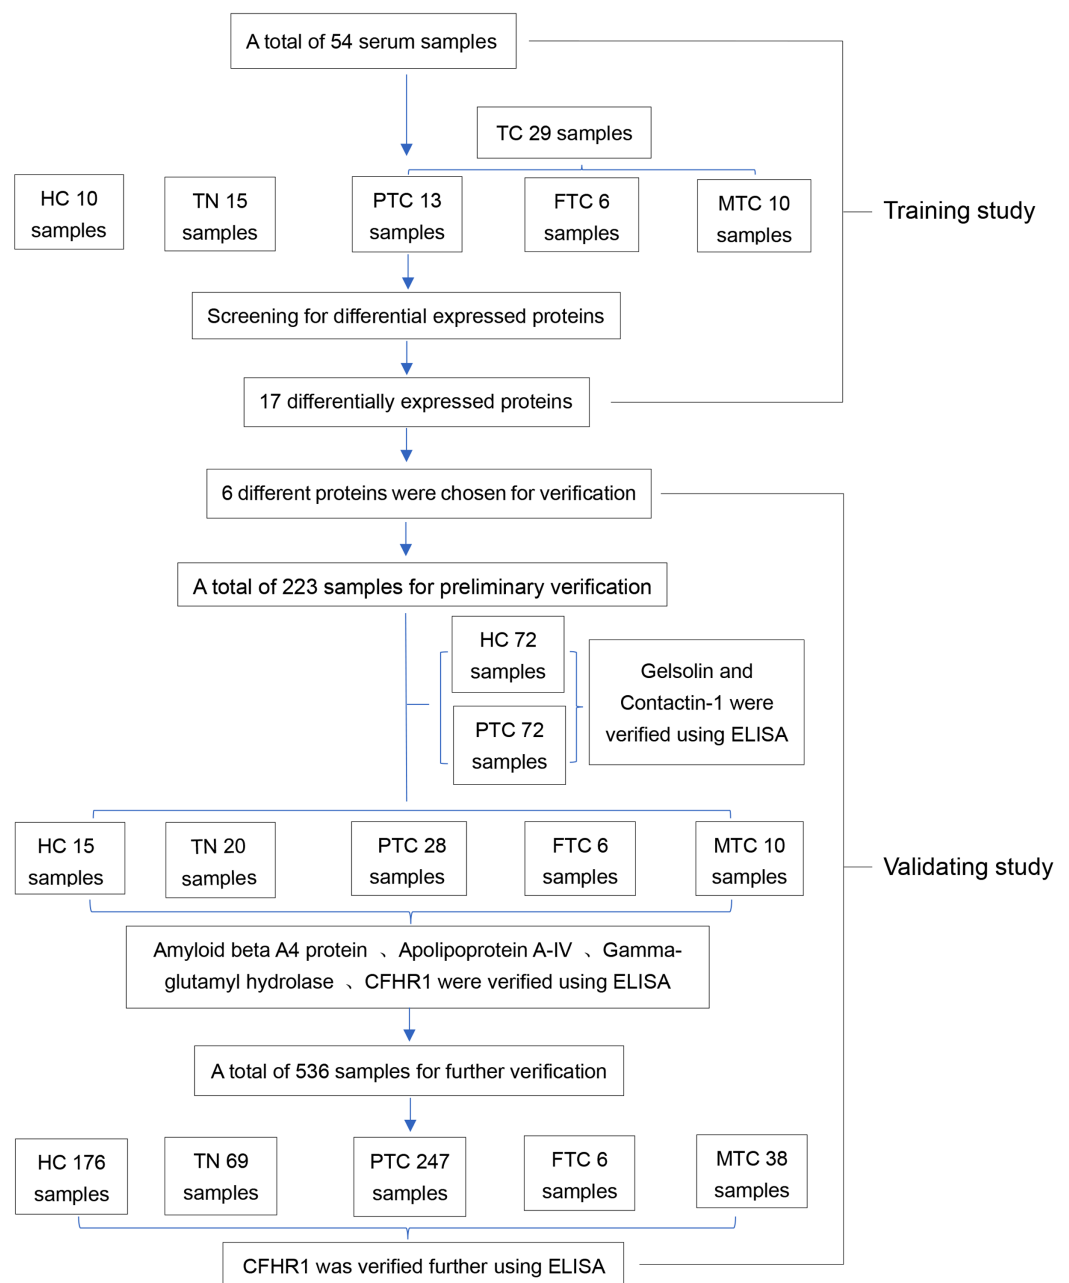 A total of 54 serum samples
TC 29 samples
HC 10
samples
TN 15
samples
PTC 13
samples
FTC 6
samples
MTC 10
samples
Training study
Screening for differential expressed proteins
17 differentially expressed proteins
6 different proteins were chosen for verification
A total of 223 samples for preliminary verification
HC 72
samples
PTC 72
samples
Gelsolin and
Contactin-1 were
verified using ELISA
HC 15
samples
TN 20
samples
PTC 28
samples
FTC 6
samples
MTC 10
samples
Validating study
Amyloid beta A4 protein 、Apolipoprotein A-IV 、Gamma-
glutamyl hydrolase 、CFHR1 were verified using ELISA
A total of 536 samples for further verification
HC 176
samples
TN 69
samples
PTC 247
samples
FTC 6
samples
MTC 38
samples
CFHR1 was verified further using ELISA